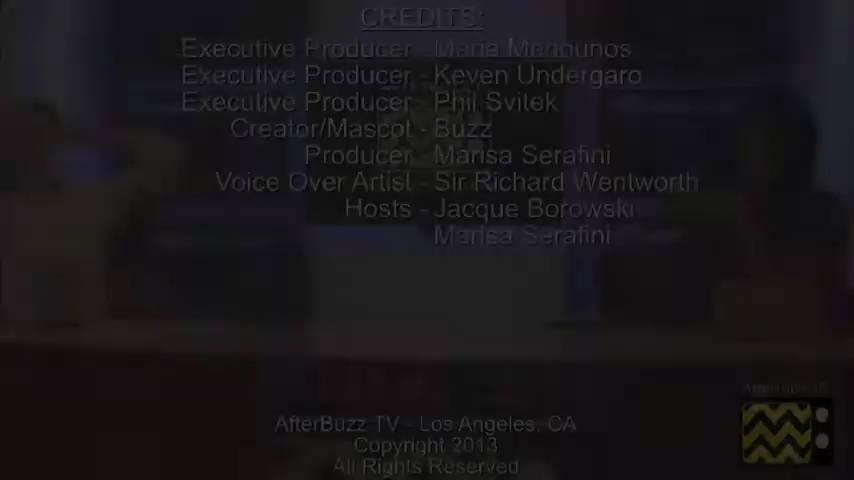 CREDITS:
Executive Producer - Maria Menounos
Executive Producer - Keven Undergaro
Executive Producer - Phil Svitek
Creator/Mascot - Buzz
Producer - Marisa Serafini
Voice Over Artist - Sir Richard Wentworth
Hosts - Jacque Borowski
Marisa Serafini
AfterBuzz TV - Los Angeles, CA
Copyright 2013
All Rights Reserved